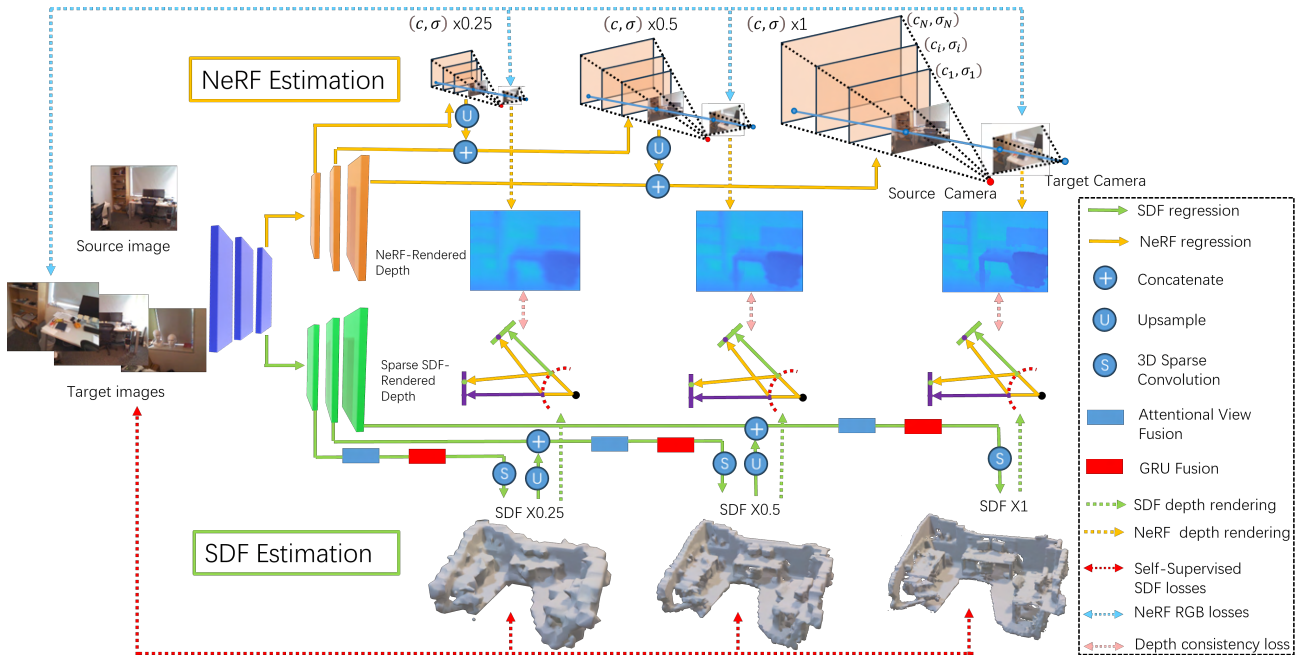 (c, σ) x0.25
(c, σ) x0.5
(c, σ) x1
(c_N, σ_N)
(c_i, σ_i)
(c_1, σ_1)
NeRF Estimation
U
+
U
+
Source Camera
Target Camera
Source image
NeRF-Rendered
Depth
Target images
Sparse SDF-
Rendered
Depth
+
+
S
U
S
U
S
SDF X0.25
SDF X0.5
SDF X1
SDF Estimation
SDF regression
NeRF regression
+
Concatenate
U
Upsample
S
3D Sparse
Convolution
Attentional View
Fusion
GRU Fusion
SDF depth rendering
NeRF depth rendering
Self-Supervised
SDF losses
NeRF RGB losses
Depth consistency loss